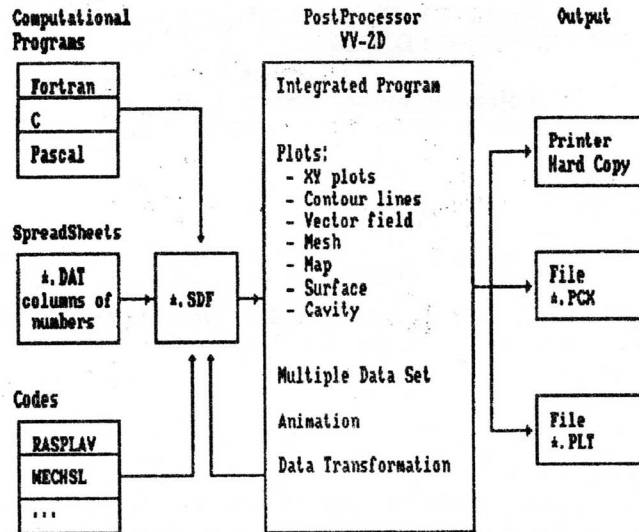 Computational
Programs
Fortran
C
Pascal
SpreadSheets
*.DAT
columns of
numbers
*.SDF
Codes
RASPLAV
WECHSL
...
PostProcessor
VV-2D
Integrated Program
Plots:
- XY plots
- Contour lines
- Vector field
- Mesh
- Map
- Surface
- Cavity
Multiple Data Set
Animation
Data Transformation
Output
Printer
Hard Copy
File
*.PCX
File
*.PLT